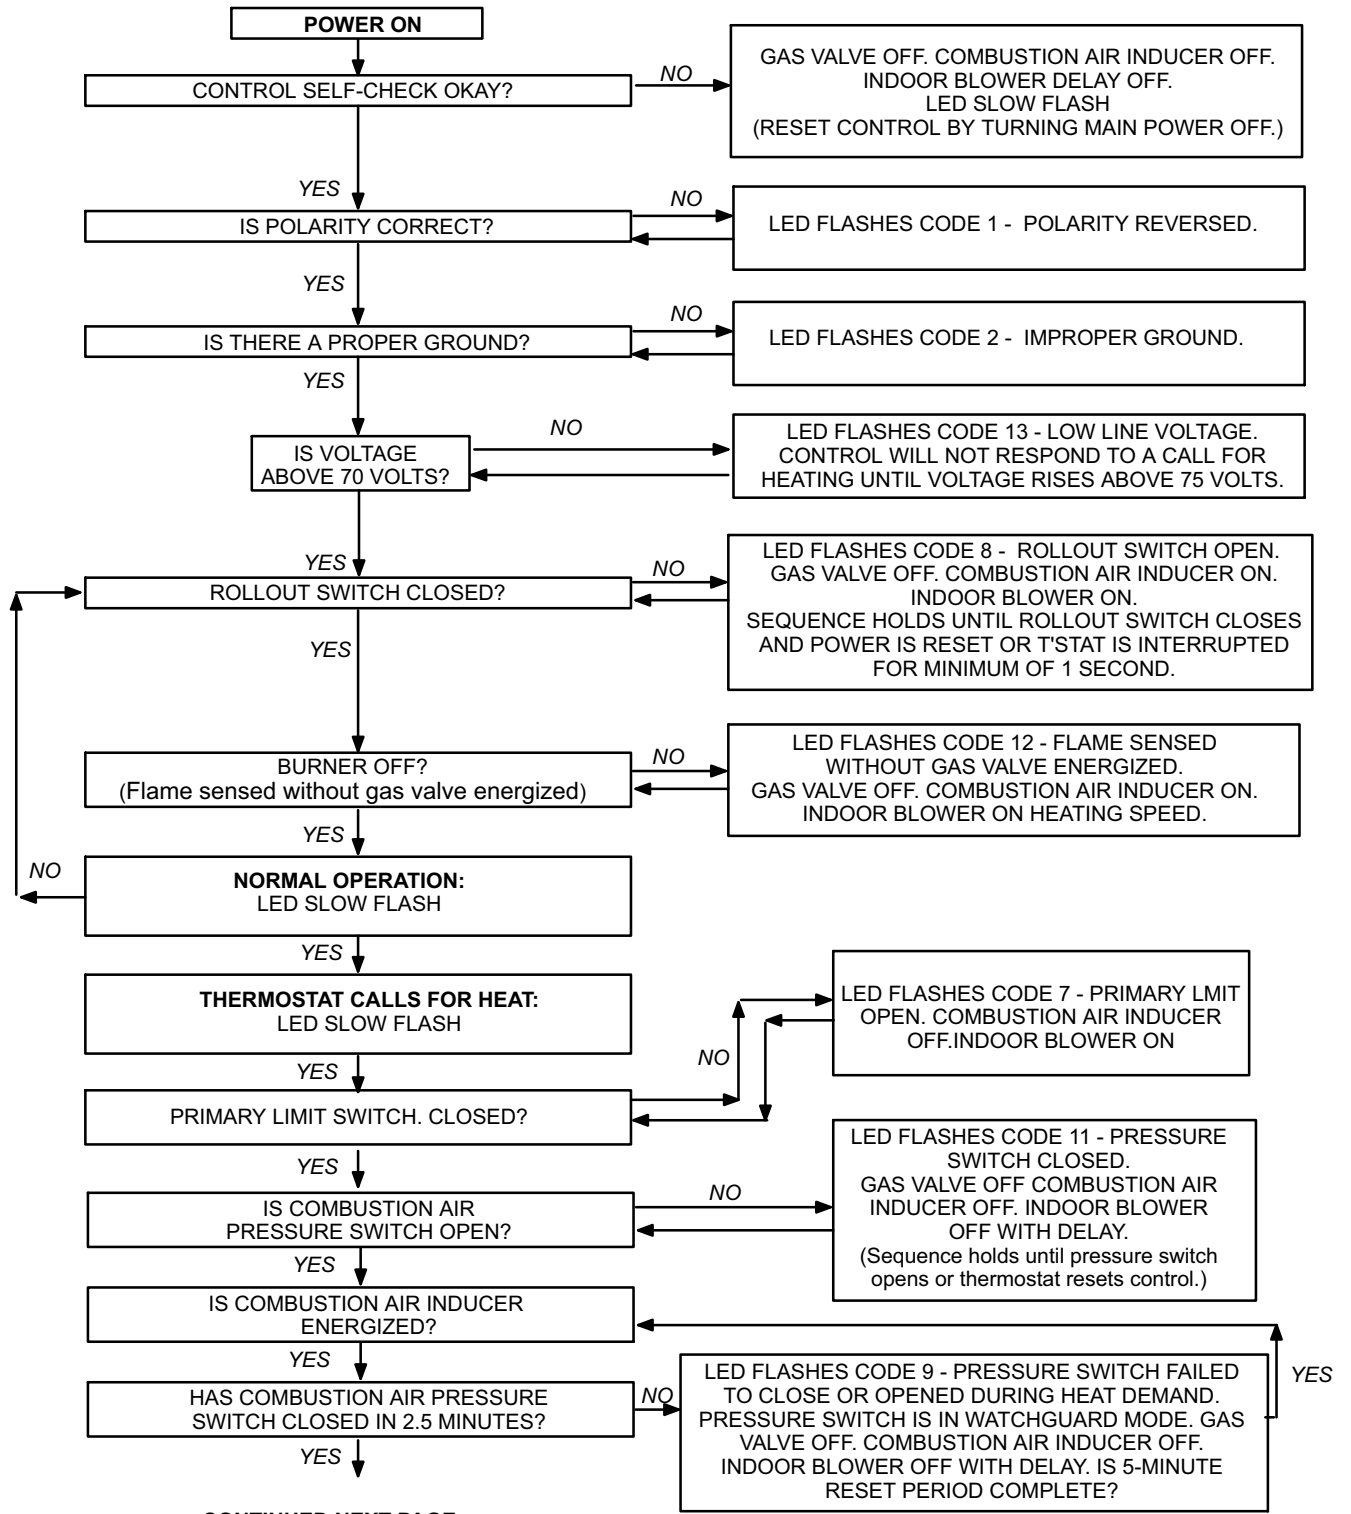 POWER ON
CONTROL SELF-CHECK OKAY?
NO
GAS VALVE OFF. COMBUSTION AIR INDUCER OFF.
INDOOR BLOWER DELAY OFF.
LED SLOW FLASH
(RESET CONTROL BY TURNING MAIN POWER OFF.)
YES
IS POLARITY CORRECT?
NO
LED FLASHES CODE 1 - POLARITY REVERSED.
YES
IS THERE A PROPER GROUND?
NO
LED FLASHES CODE 2 - IMPROPER GROUND.
YES
IS VOLTAGE
ABOVE 70 VOLTS?
NO
LED FLASHES CODE 13 - LOW LINE VOLTAGE.
CONTROL WILL NOT RESPOND TO A CALL FOR
HEATING UNTIL VOLTAGE RISES ABOVE 75 VOLTS.
YES
ROLLOUT SWITCH CLOSED?
NO
LED FLASHES CODE 8 - ROLLOUT SWITCH OPEN.
GAS VALVE OFF. COMBUSTION AIR INDUCER ON.
INDOOR BLOWER ON.
SEQUENCE HOLDS UNTIL ROLLOUT SWITCH CLOSES
AND POWER IS RESET OR T'STAT IS INTERRUPTED
FOR MINIMUM OF 1 SECOND.
YES
BURNER OFF?
(Flame sensed without gas valve energized)
NO
LED FLASHES CODE 12 - FLAME SENSED
WITHOUT GAS VALVE ENERGIZED.
GAS VALVE OFF. COMBUSTION AIR INDUCER ON.
INDOOR BLOWER ON HEATING SPEED.
YES
NO
NORMAL OPERATION:
LED SLOW FLASH
YES
THERMOSTAT CALLS FOR HEAT:
LED SLOW FLASH
YES
NO
LED FLASHES CODE 7 - PRIMARY LMIT
OPEN. COMBUSTION AIR INDUCER
OFF.INDOOR BLOWER ON
PRIMARY LIMIT SWITCH. CLOSED?
YES
IS COMBUSTION AIR
PRESSURE SWITCH OPEN?
NO
LED FLASHES CODE 11 - PRESSURE
SWITCH CLOSED.
GAS VALVE OFF COMBUSTION AIR
INDUCER OFF. INDOOR BLOWER
OFF WITH DELAY.
(Sequence holds until pressure switch
opens or thermostat resets control.)
YES
IS COMBUSTION AIR INDUCER
ENERGIZED?
YES
HAS COMBUSTION AIR PRESSURE
SWITCH CLOSED IN 2.5 MINUTES?
NO
LED FLASHES CODE 9 - PRESSURE SWITCH FAILED
TO CLOSE OR OPENED DURING HEAT DEMAND.
PRESSURE SWITCH IS IN WATCHGUARD MODE. GAS
VALVE OFF. COMBUSTION AIR INDUCER OFF.
INDOOR BLOWER OFF WITH DELAY. IS 5-MINUTE
RESET PERIOD COMPLETE?
YES
YES
CONTINUED NEXT PAGE